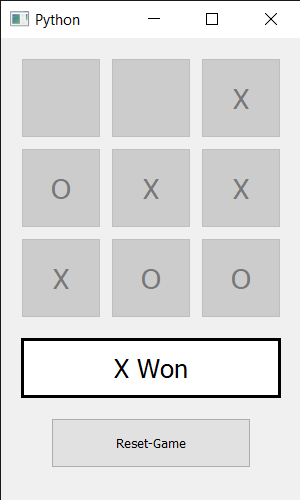 Python
X
O X X
X O O
X Won
Reset-Game